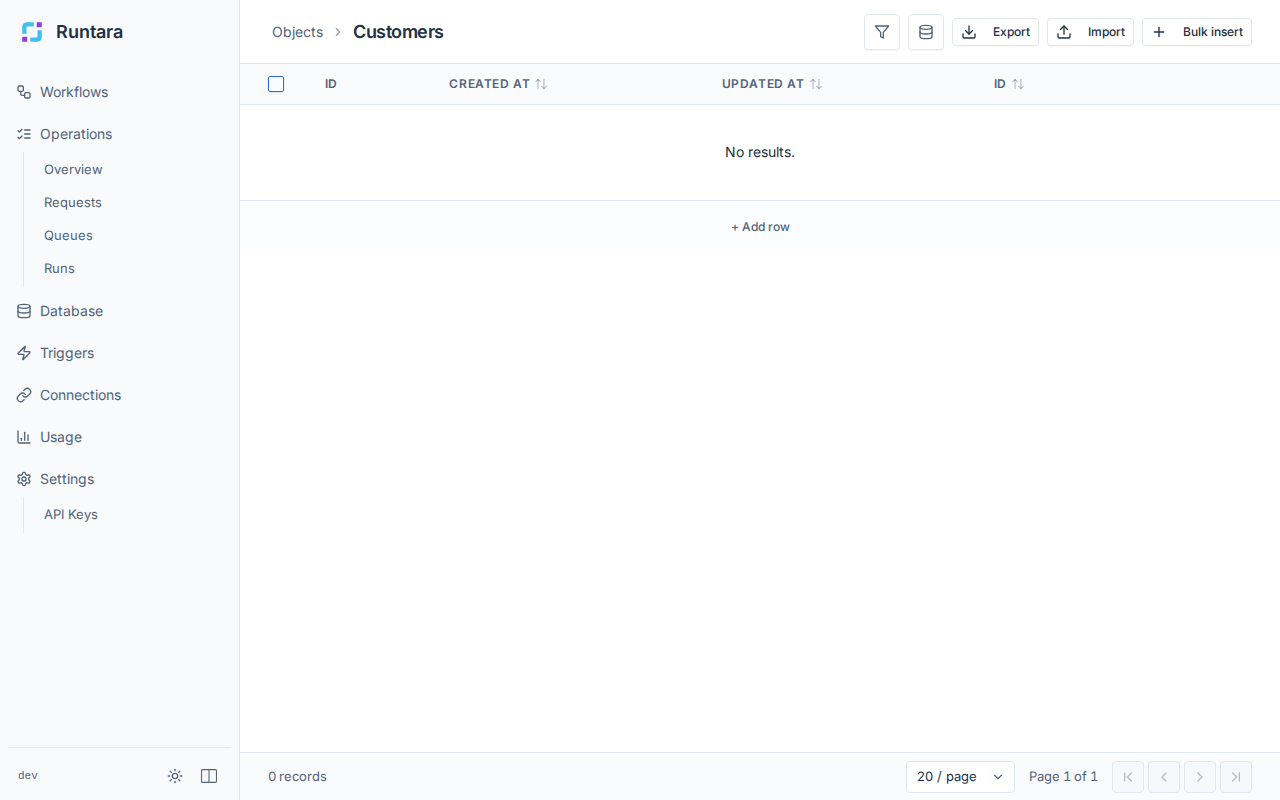 Runtara
Workflows
Operations
Overview
Requests
Queues
Runs
Database
Triggers
Connections
Usage
Settings
API Keys
dev
Objects
Customers
Export
Import
Bulk insert
ID
CREATED AT
UPDATED AT
ID
No results.
+ Add row
0 records
20 / page
Page 1 of 1